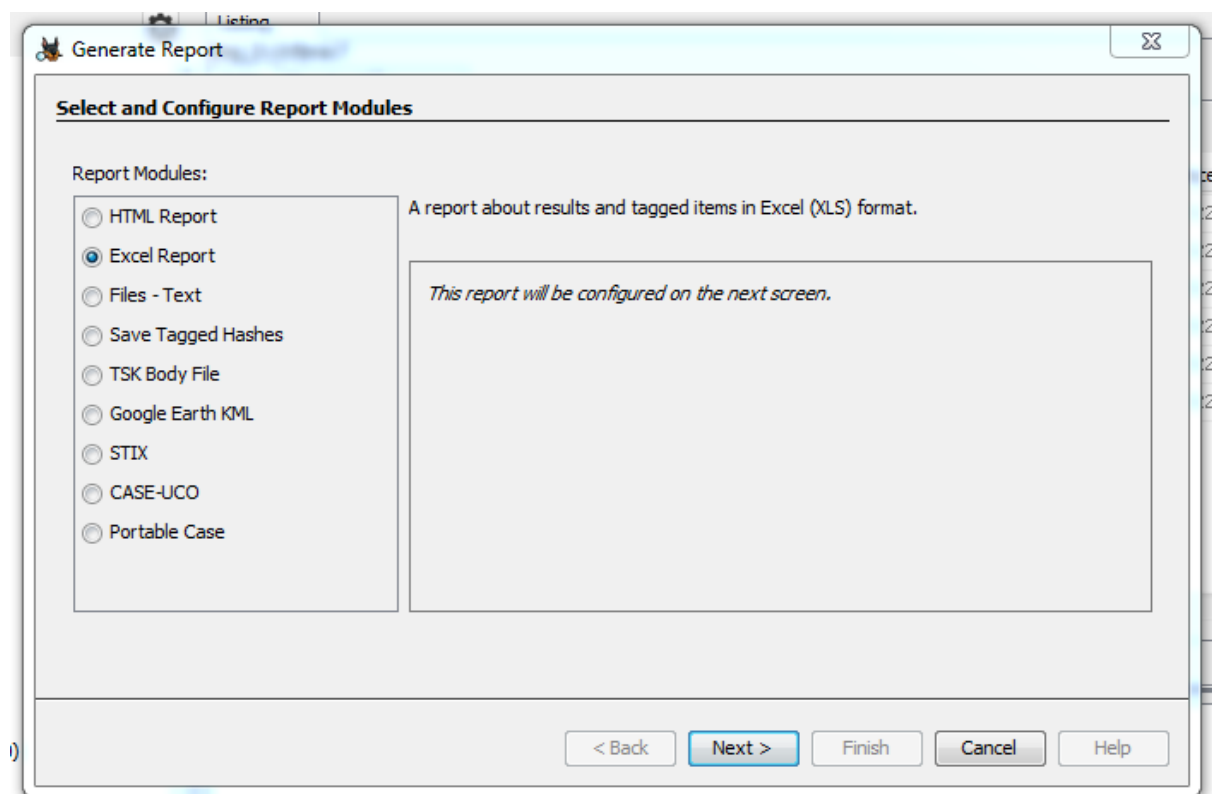 Listing
Generate Report
Select and Configure Report Modules
Report Modules:
HTML Report
A report about results and tagged items in Excel (XLS) format.
Excel Report
This report will be configured on the next screen.
Files - Text
Save Tagged Hashes
TSK Body File
Google Earth KML
STIX
CASE-UCO
Portable Case
< Back
Next >
Finish
Cancel
Help